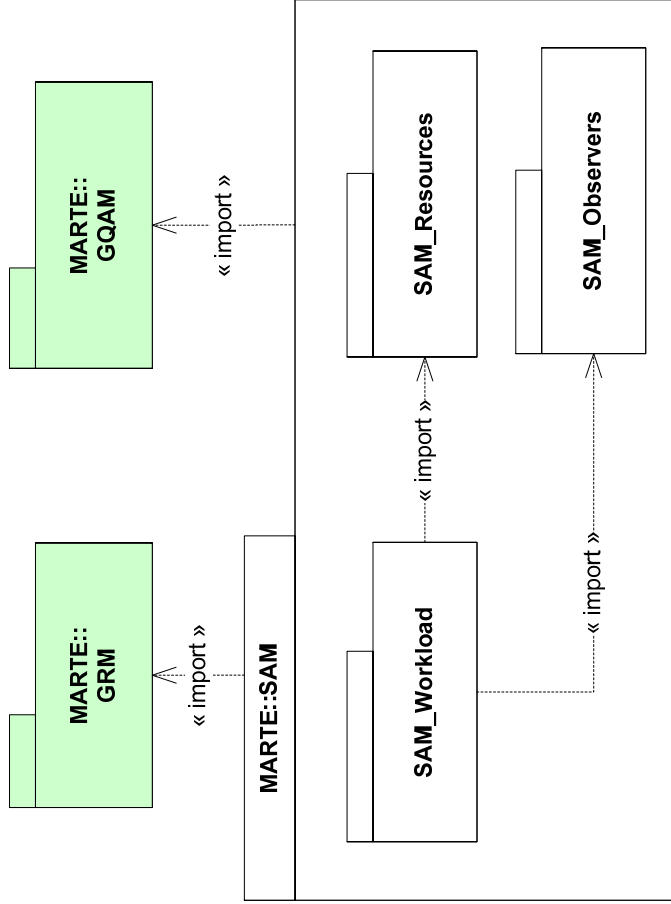 MARTE::
GRM
MARTE::
GQAM
« import »
« import »
MARTE::SAM
SAM_Workload
« import »
SAM_Resources
« import »
SAM_Observers